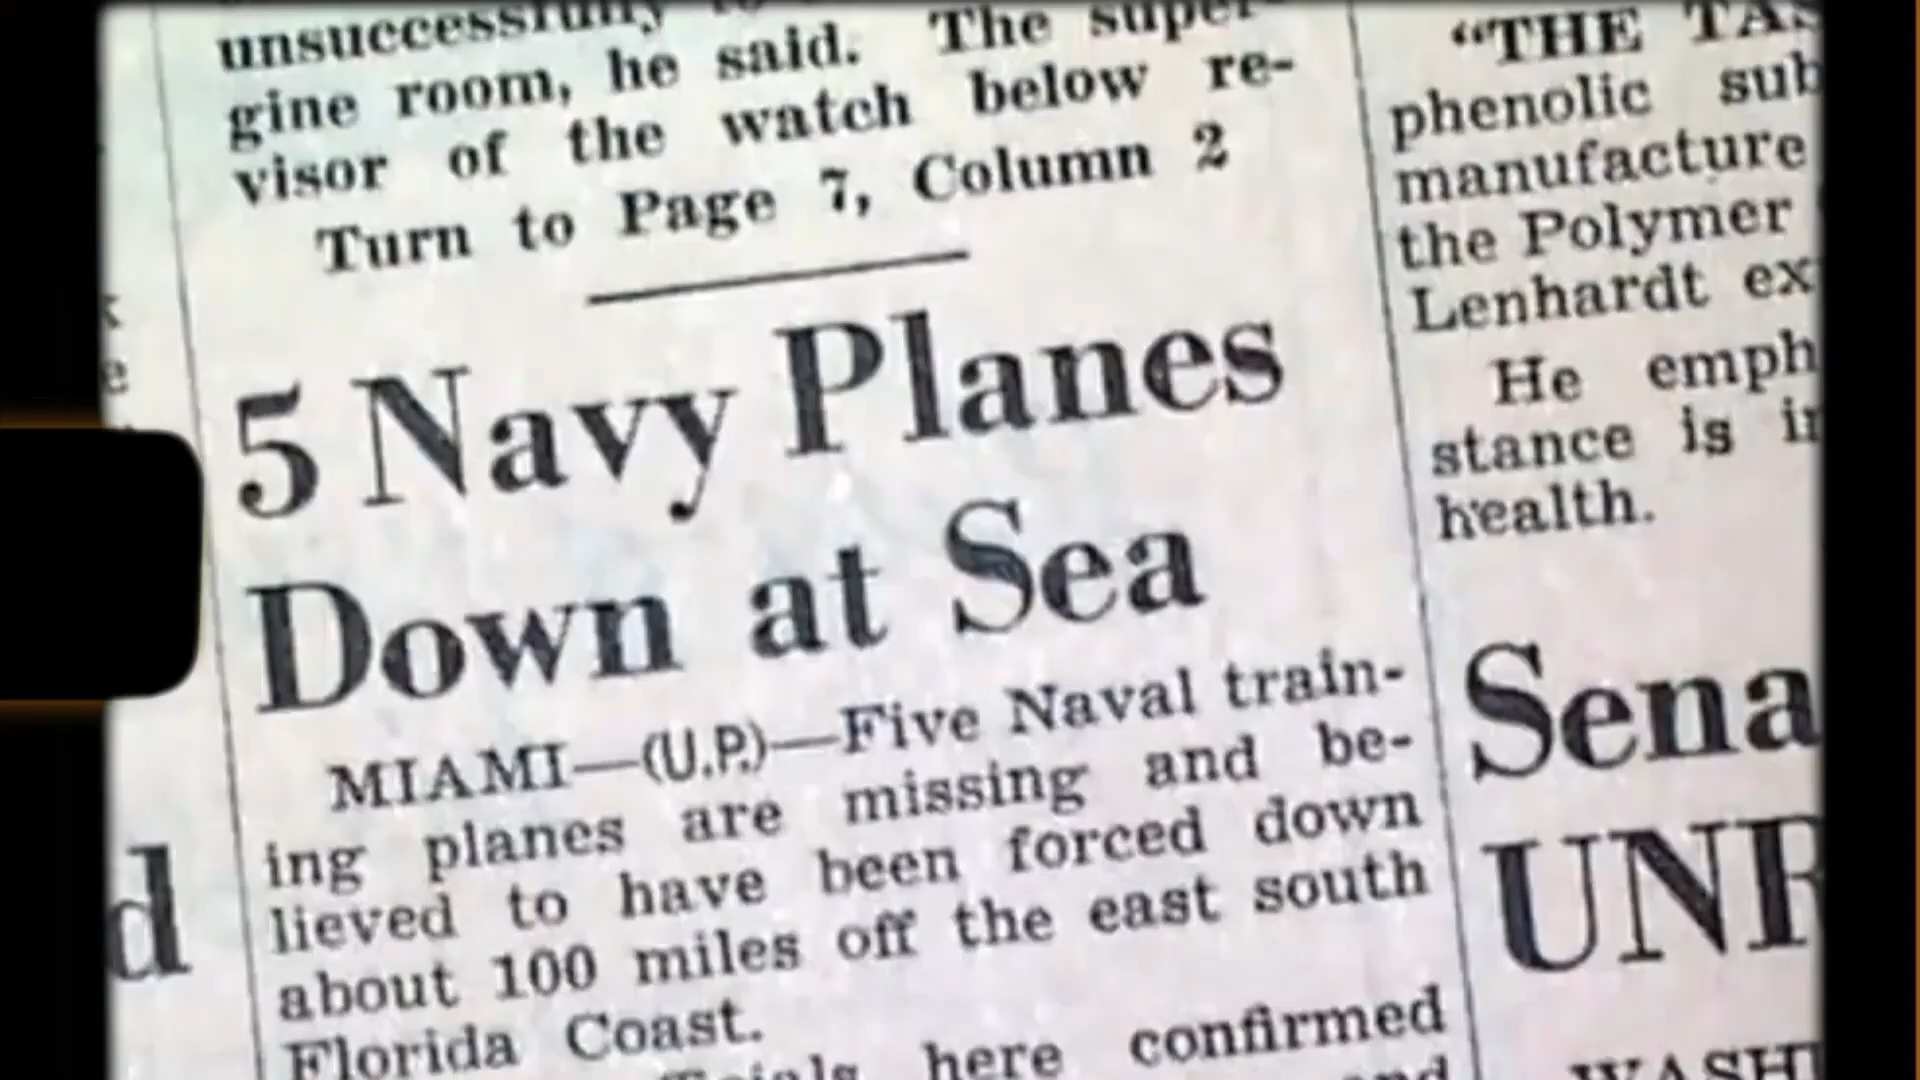 unsuccessfully
gine room, he said. The super-
visor of the watch below re-
Turn to Page 7, Column 2
5 Navy Planes
Down at Sea
MIAMI—(U.P.)—Five Naval train-
ing planes are missing and be-
lieved to have been forced down
about 100 miles off the east south
Florida Coast.
here confirmed
and
"THE
phenolic
manufacture
the Polymer
Lenhardt
He
stance is
health.